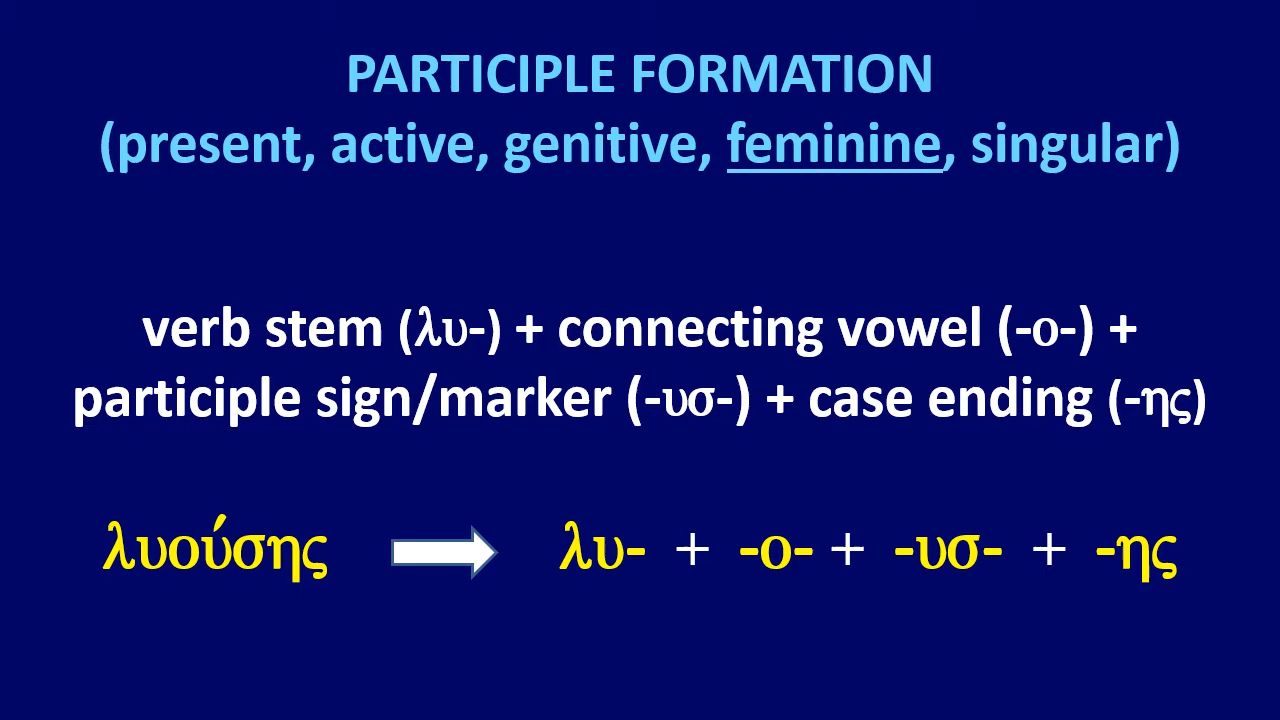 PARTICIPLE FORMATION
(present, active, genitive, feminine, singular)
verb stem (λυ-) + connecting vowel (-ο-) +
participle sign/marker (-υσ-) + case ending (-ης)
λυούσης λυ- + -ο- + -υσ- + -ης